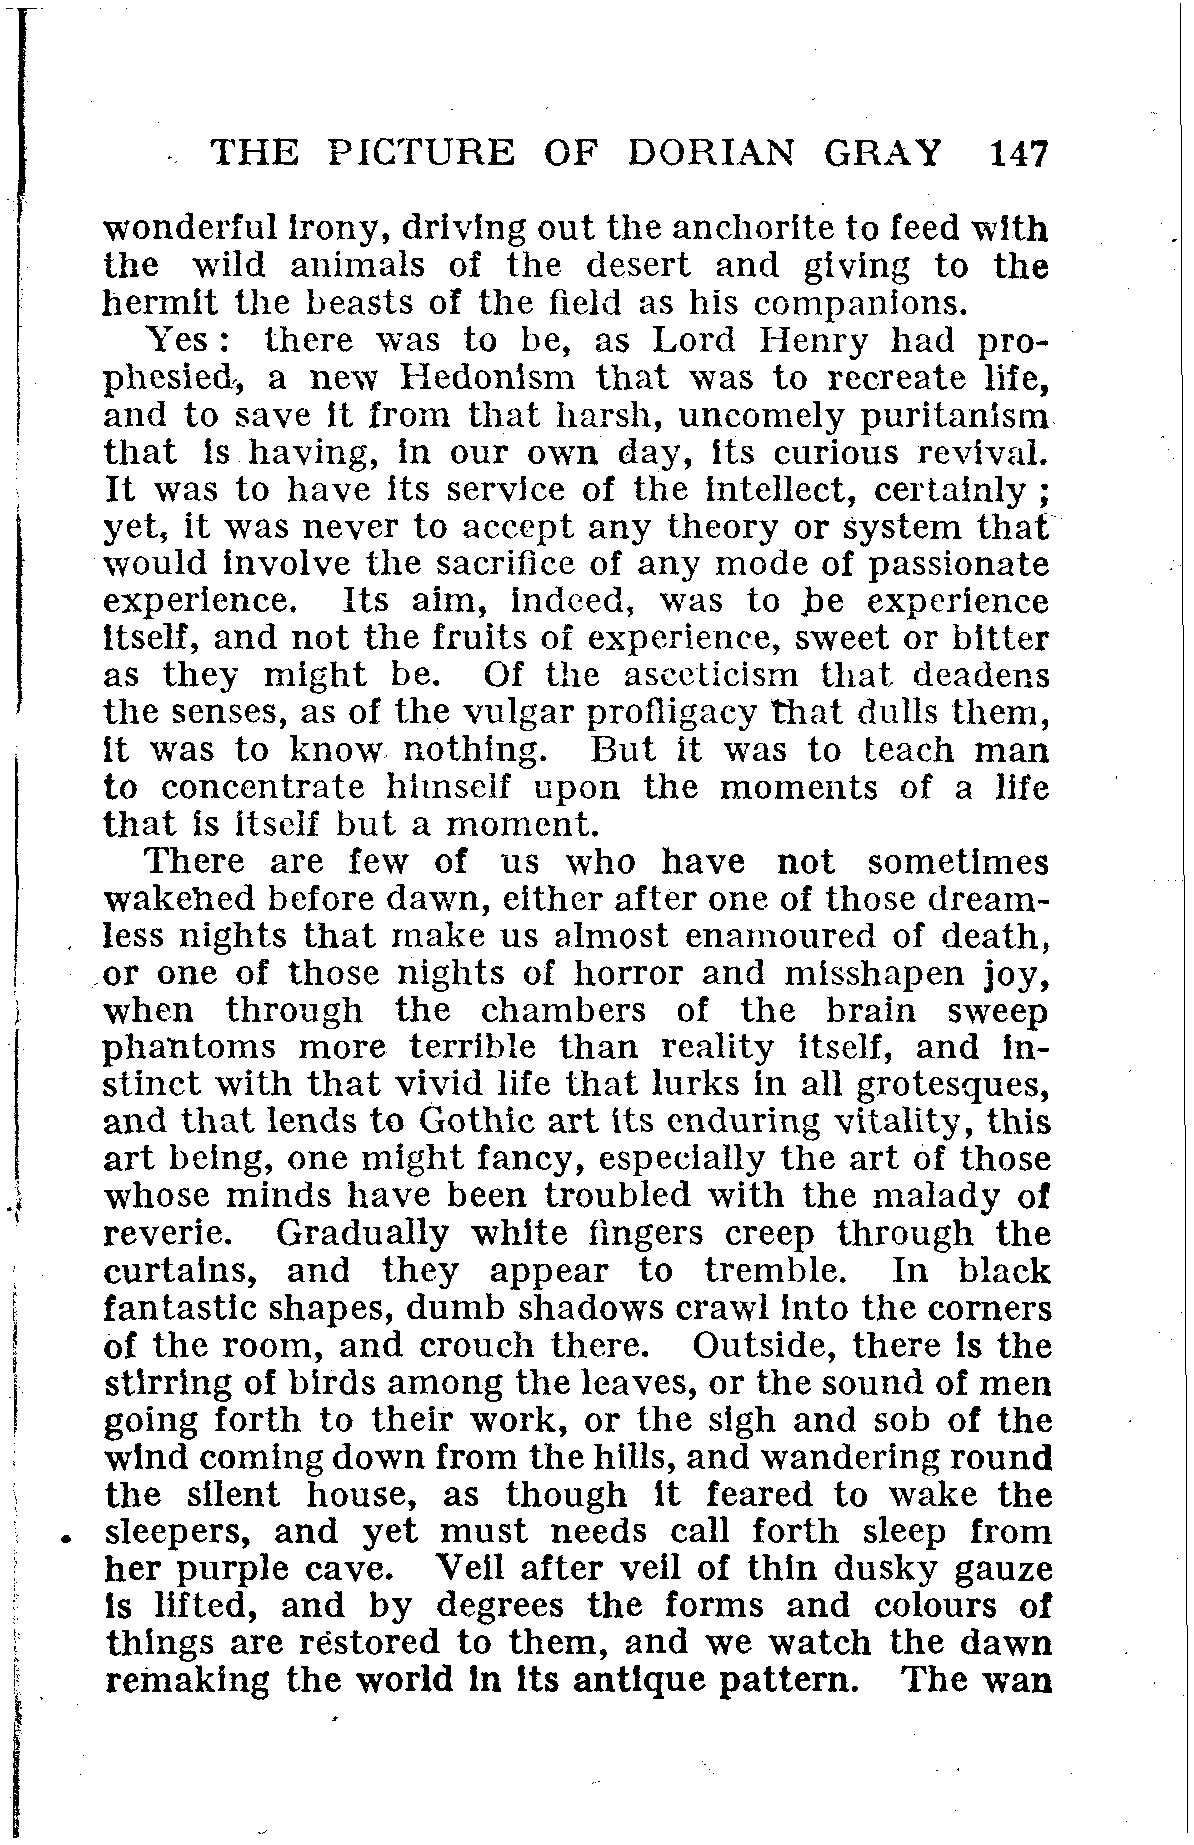 THE PICTURE OF DORIAN GRAY 147
wonderful irony, driving out the anchorite to feed with
the wild animals of the desert and giving to the
hermit the beasts of the field as his companions.
Yes : there was to be, as Lord Henry had pro-
phesied, a new Hedonism that was to recreate life,
and to save it from that harsh, uncomely puritanism
that is having, in our own day, its curious revival.
It was to have its service of the intellect, certainly ;
yet, it was never to accept any theory or system that
would involve the sacrifice of any mode of passionate
experience. Its aim, indeed, was to be experience
itself, and not the fruits of experience, sweet or bitter
as they might be. Of the asceticism that deadens
the senses, as of the vulgar profligacy that dulls them,
it was to know nothing. But it was to teach man
to concentrate himself upon the moments of a life
that is itself but a moment.
There are few of us who have not sometimes
wakened before dawn, either after one of those dream-
less nights that make us almost enamoured of death,
or one of those nights of horror and misshapen joy,
when through the chambers of the brain sweep
phantoms more terrible than reality itself, and in-
stinct with that vivid life that lurks in all grotesques,
and that lends to Gothic art its enduring vitality, this
art being, one might fancy, especially the art of those
whose minds have been troubled with the malady of
reverie. Gradually white fingers creep through the
curtains, and they appear to tremble. In black
fantastic shapes, dumb shadows crawl into the corners
of the room, and crouch there. Outside, there is the
stirring of birds among the leaves, or the sound of men
going forth to their work, or the sigh and sob of the
wind coming down from the hills, and wandering round
the silent house, as though it feared to wake the
sleepers, and yet must needs call forth sleep from
her purple cave. Veil after veil of thin dusky gauze
is lifted, and by degrees the forms and colours of
things are restored to them, and we watch the dawn
remaking the world in its antique pattern. The wan